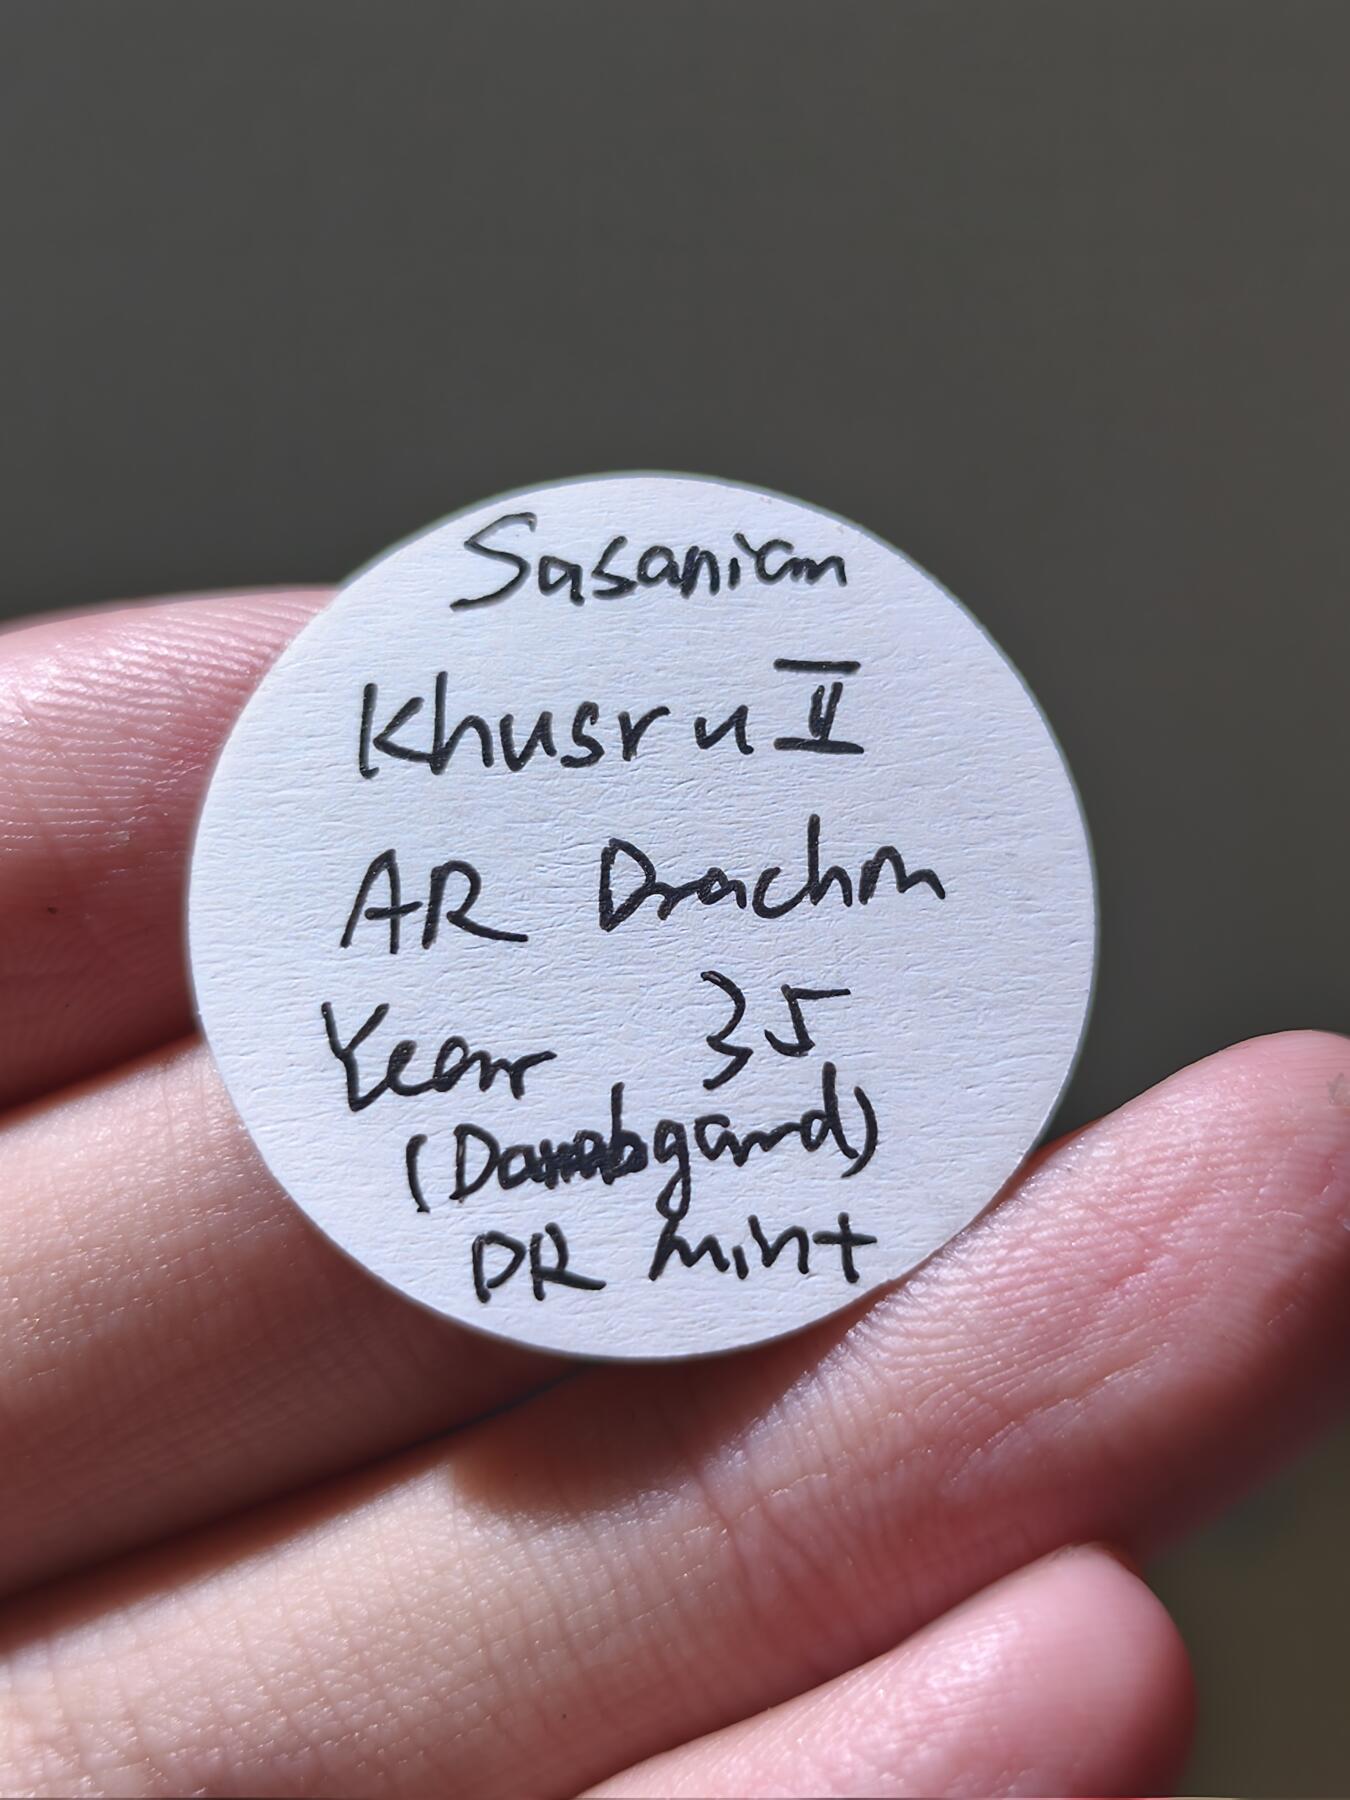 Sasanian
Khusru II
AR Drachm
Year 35
(Darabgard)
DR mint